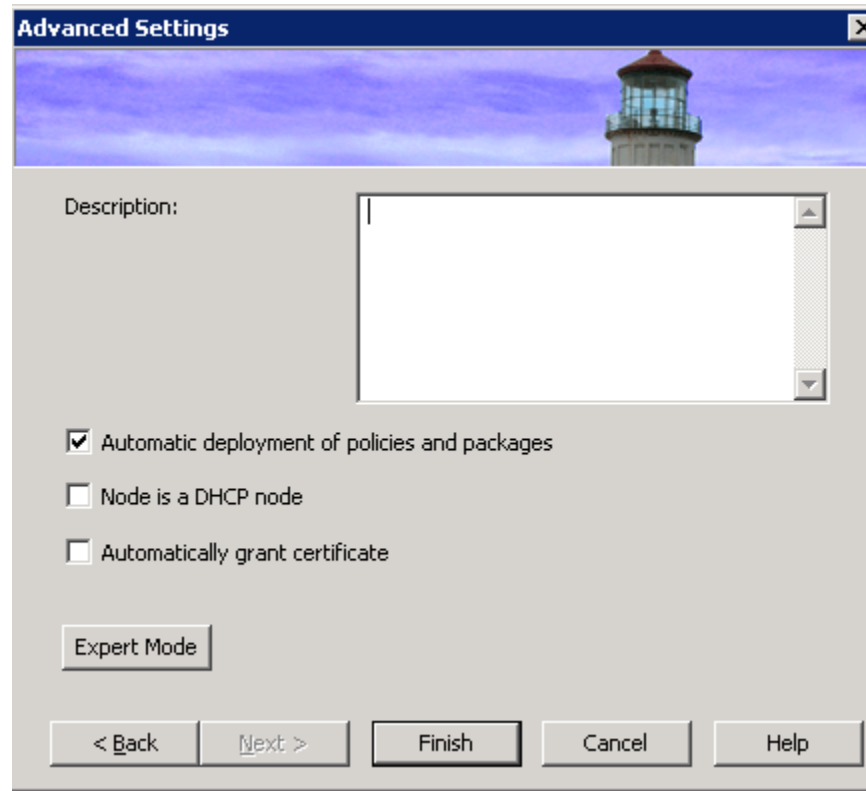 Advanced Settings
Description:
Automatic deployment of policies and packages
Node is a DHCP node
Automatically grant certificate
Expert Mode
< Back Next > Finish Cancel Help